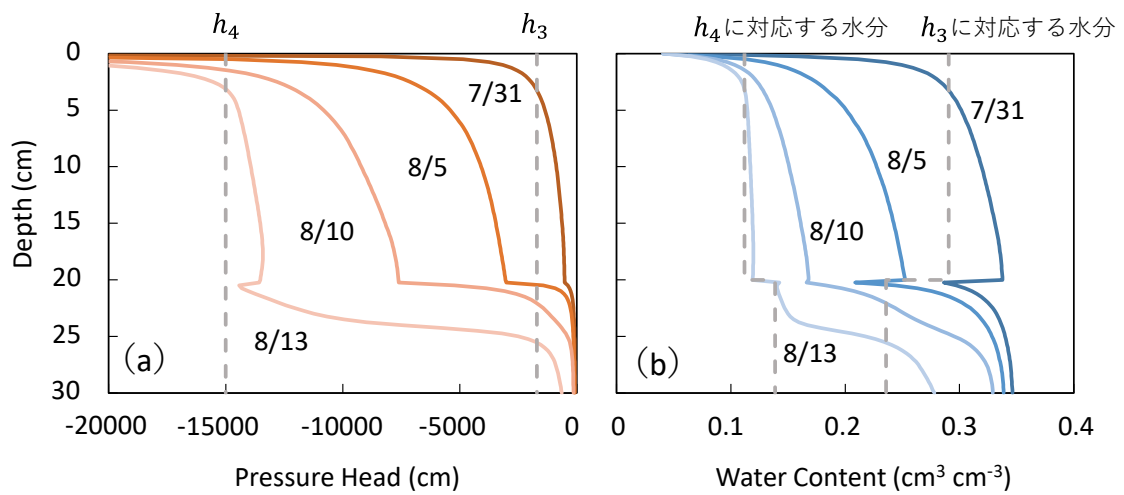 h₄
h₃
h₄に対応する水分
h₃に対応する水分
0
5
10
15
20
25
30
Depth (cm)
7/31
8/5
8/10
8/13
(a)
-20000
-15000
-10000
-5000
0
Pressure Head (cm)
7/31
8/5
8/10
8/13
(b)
0
0.1
0.2
0.3
0.4
Water Content (cm³ cm⁻³)